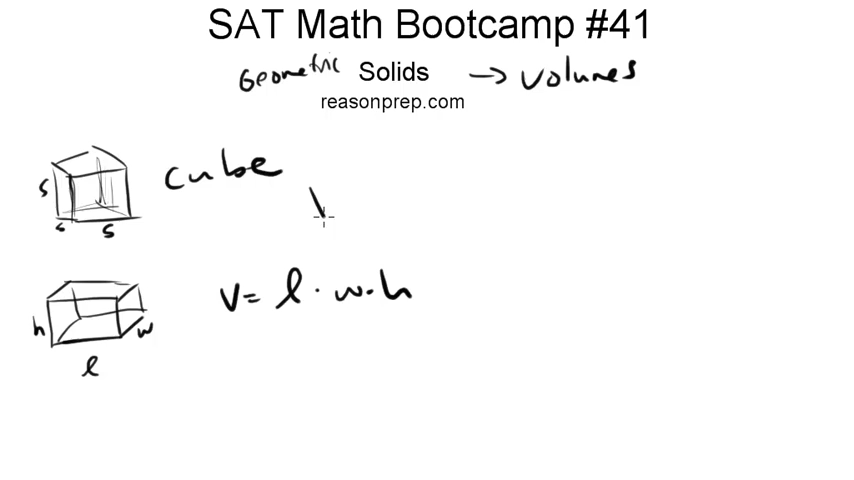 SAT Math Bootcamp #41
Geometric Solids → volumes
reasonprep.com
cube
s
s s
V= l · w · h
h
w
l